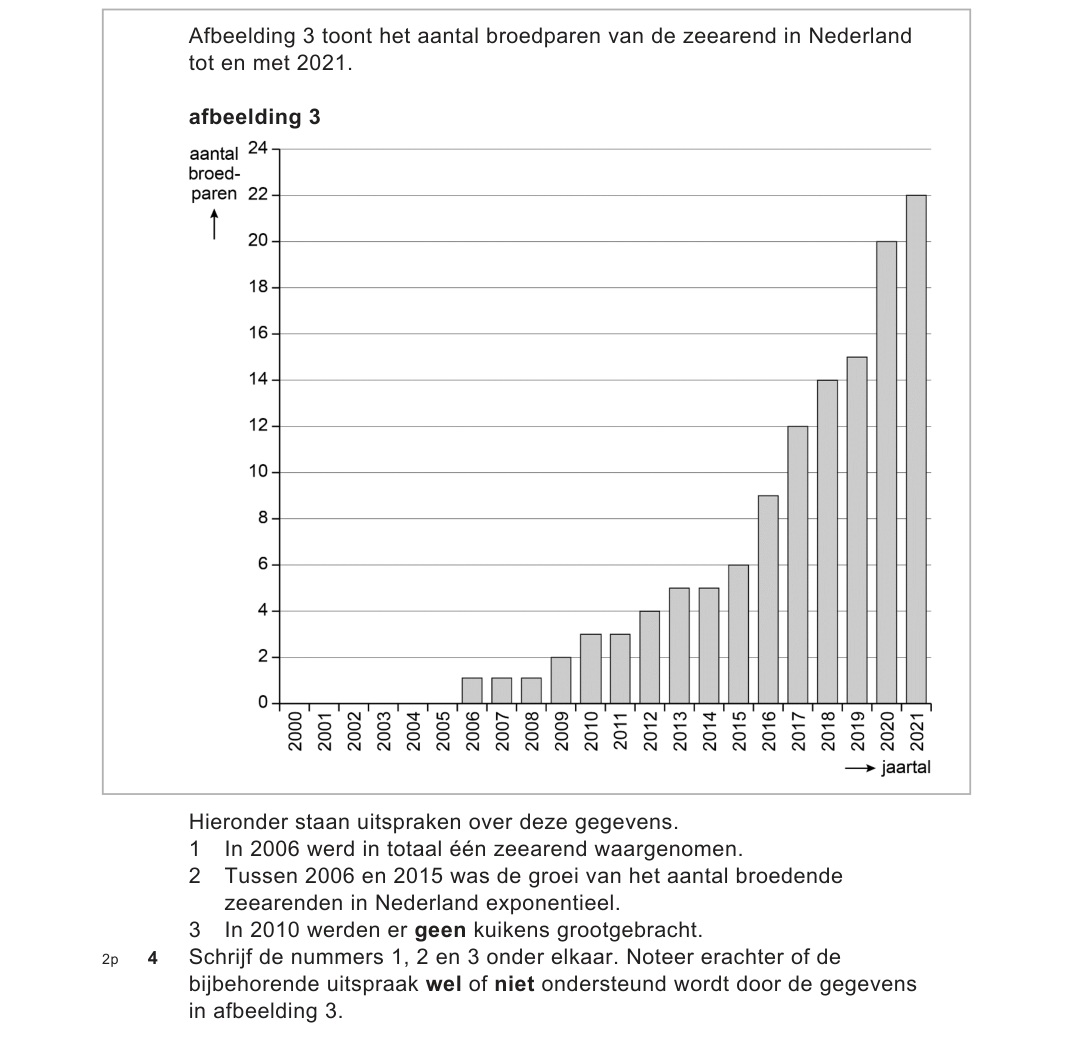 Afbeelding 3 toont het aantal broedparen van de zeearend in Nederland
tot en met 2021.
afbeelding 3
aantal
broed-
paren
24
22
20
18
16
14
12
10
8
6
4
2
0
2000
2001
2002
2003
2004
2005
2006
2007
2008
2009
2010
2011
2012
2013
2014
2015
2016
2017
2018
2019
2020
2021
jaartal
Hieronder staan uitspraken over deze gegevens.
1 In 2006 werd in totaal één zeearend waargenomen.
2 Tussen 2006 en 2015 was de groei van het aantal broedende
zeearenden in Nederland exponentieel.
3 In 2010 werden er geen kuikens grootgebracht.
2p 4 Schrijf de nummers 1, 2 en 3 onder elkaar. Noteer erachter of de
bijbehorende uitspraak wel of niet ondersteund wordt door de gegevens
in afbeelding 3.